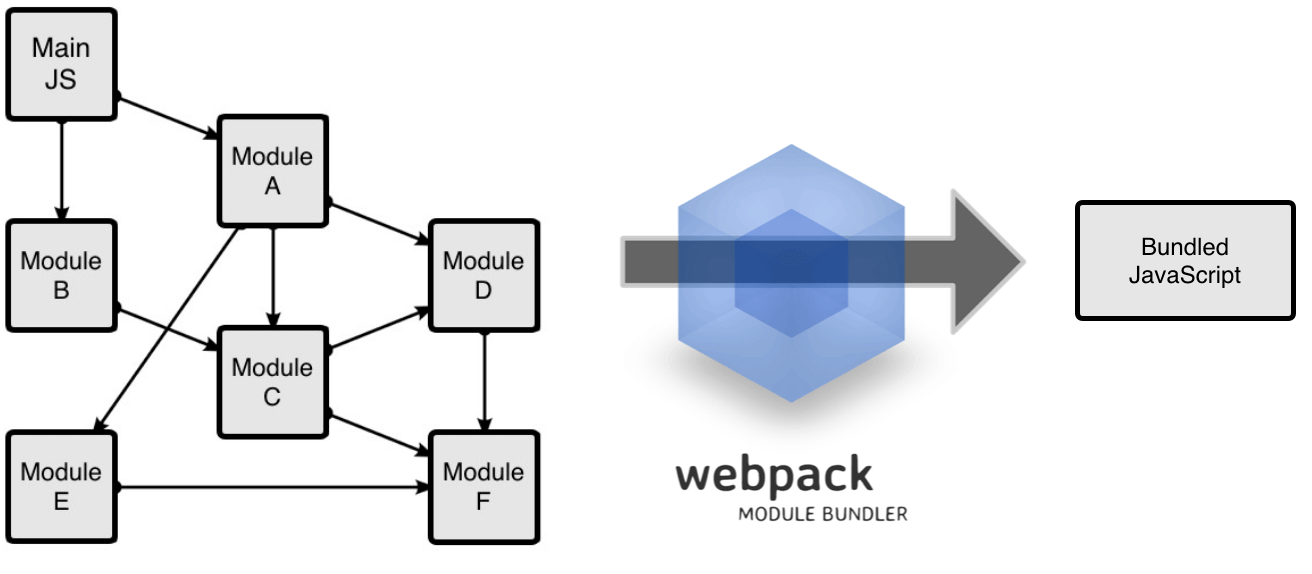 Main
JS
Module
A
Module
B
Module
D
Module
C
Module
E
Module
F
webpack
MODULE BUNDLER
Bundled
JavaScript